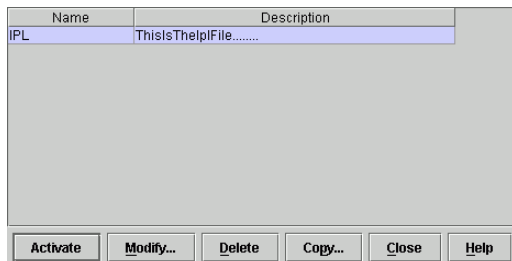 Name Description
IPL ThisIsTheIplFile........
Activate Modify... Delete Copy... Close Help